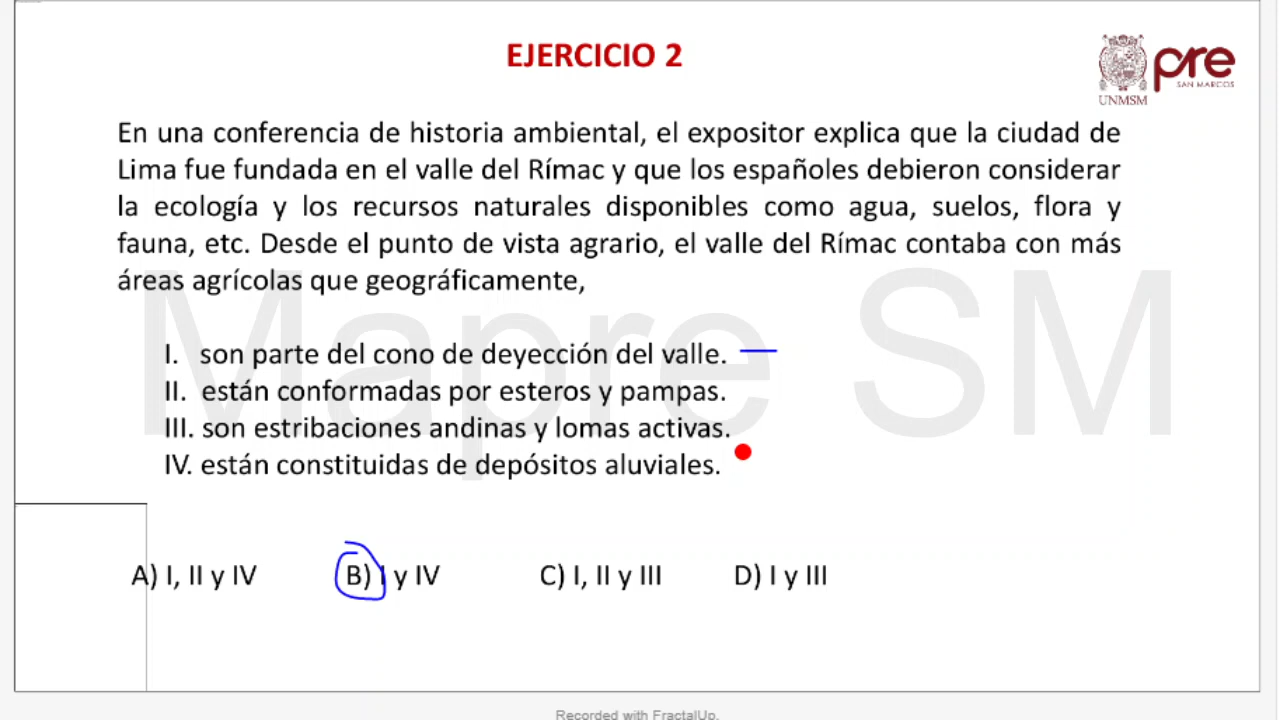 EJERCICIO 2
pre
SAN MARCOS
UNMSM
En una conferencia de historia ambiental, el expositor explica que la ciudad de
Lima fue fundada en el valle del Rímac y que los españoles debieron considerar
la ecología y los recursos naturales disponibles como agua, suelos, flora y
fauna, etc. Desde el punto de vista agrario, el valle del Rímac contaba con más
áreas agrícolas que geográficamente,
Mapre SM
I. son parte del cono de deyección del valle.
II. están conformadas por esteros y pampas.
III. son estribaciones andinas y lomas activas.
IV. están constituidas de depósitos aluviales.
A) I, II y IV B) I y IV C) I, II y III D) I y III
Recorded with FractalUp.